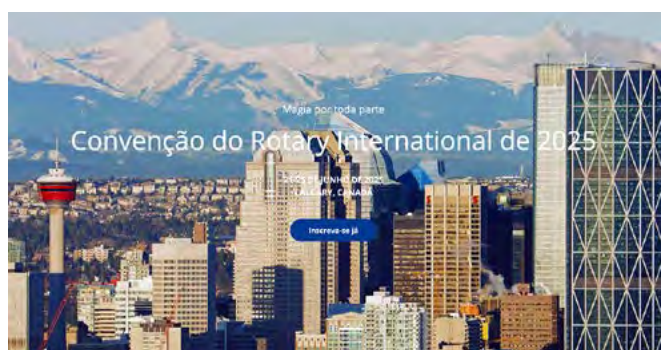 Magia por toda parte
Convenção do Rotary International de 2025
DE JUNHO DE 2025
CALGARY, CANADÁ
Inscreva-se já